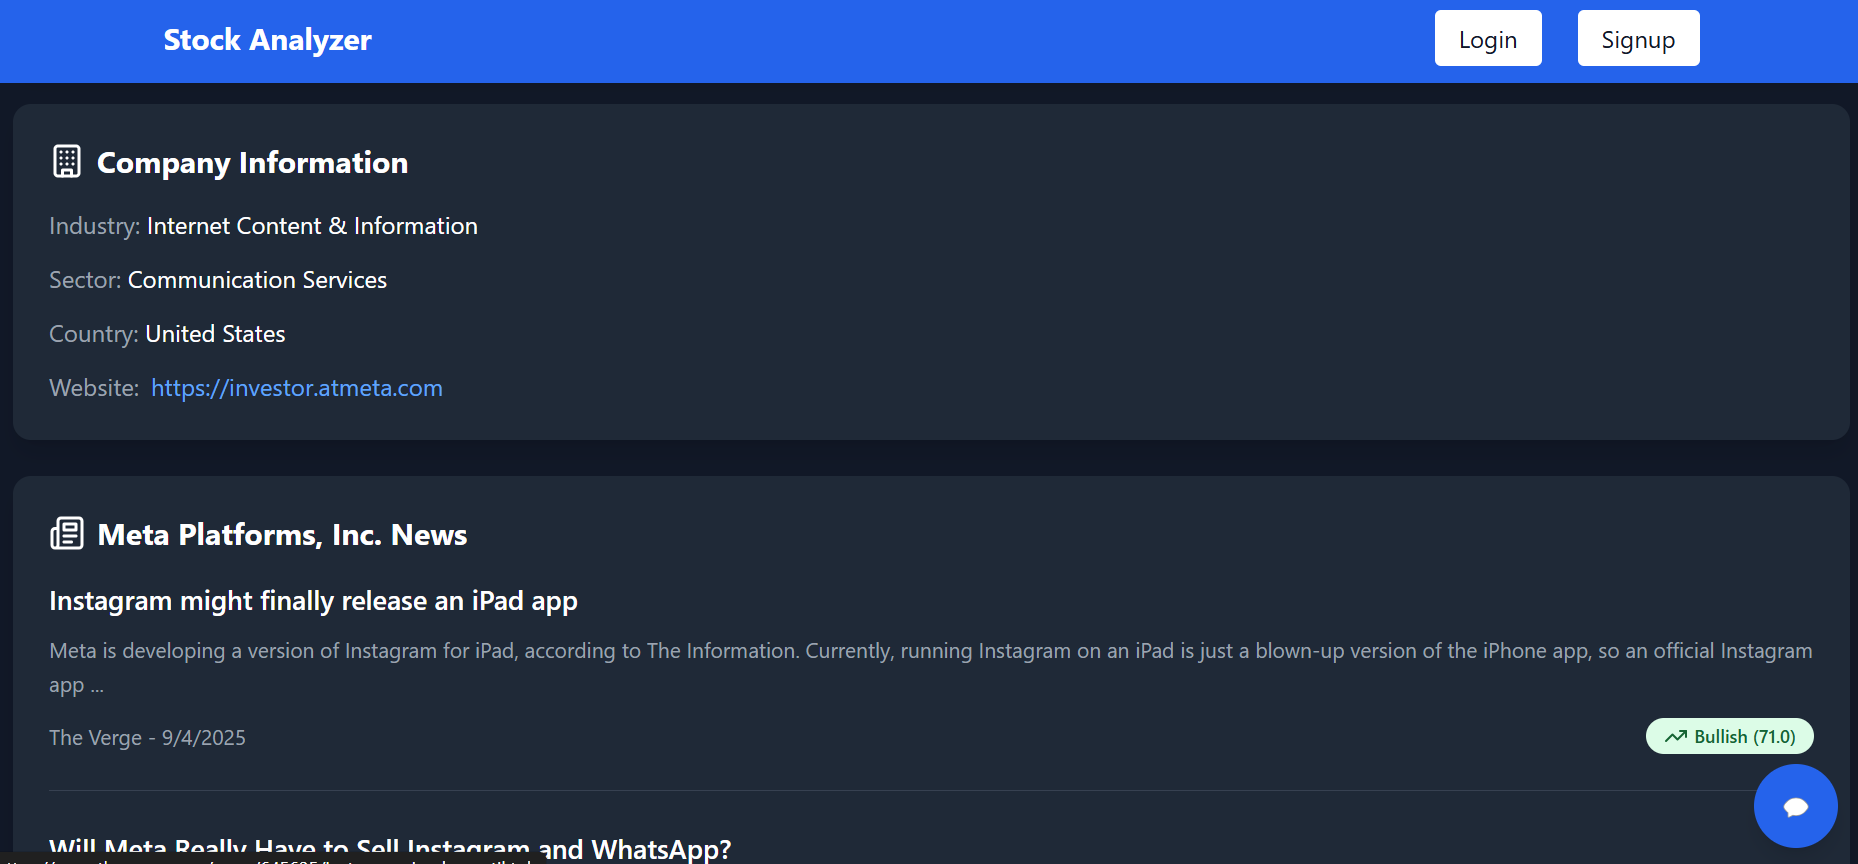 Stock Analyzer
Login
Signup
Company Information
Industry: Internet Content & Information
Sector: Communication Services
Country: United States
Website: https://investor.atmeta.com
Meta Platforms, Inc. News
Instagram might finally release an iPad app
Meta is developing a version of Instagram for iPad, according to The Information. Currently, running Instagram on an iPad is just a blown-up version of the iPhone app, so an official Instagram
app ...
The Verge - 9/4/2025
Bullish (71.0)
Will Meta Really Have to Sell Instagram and WhatsApp?